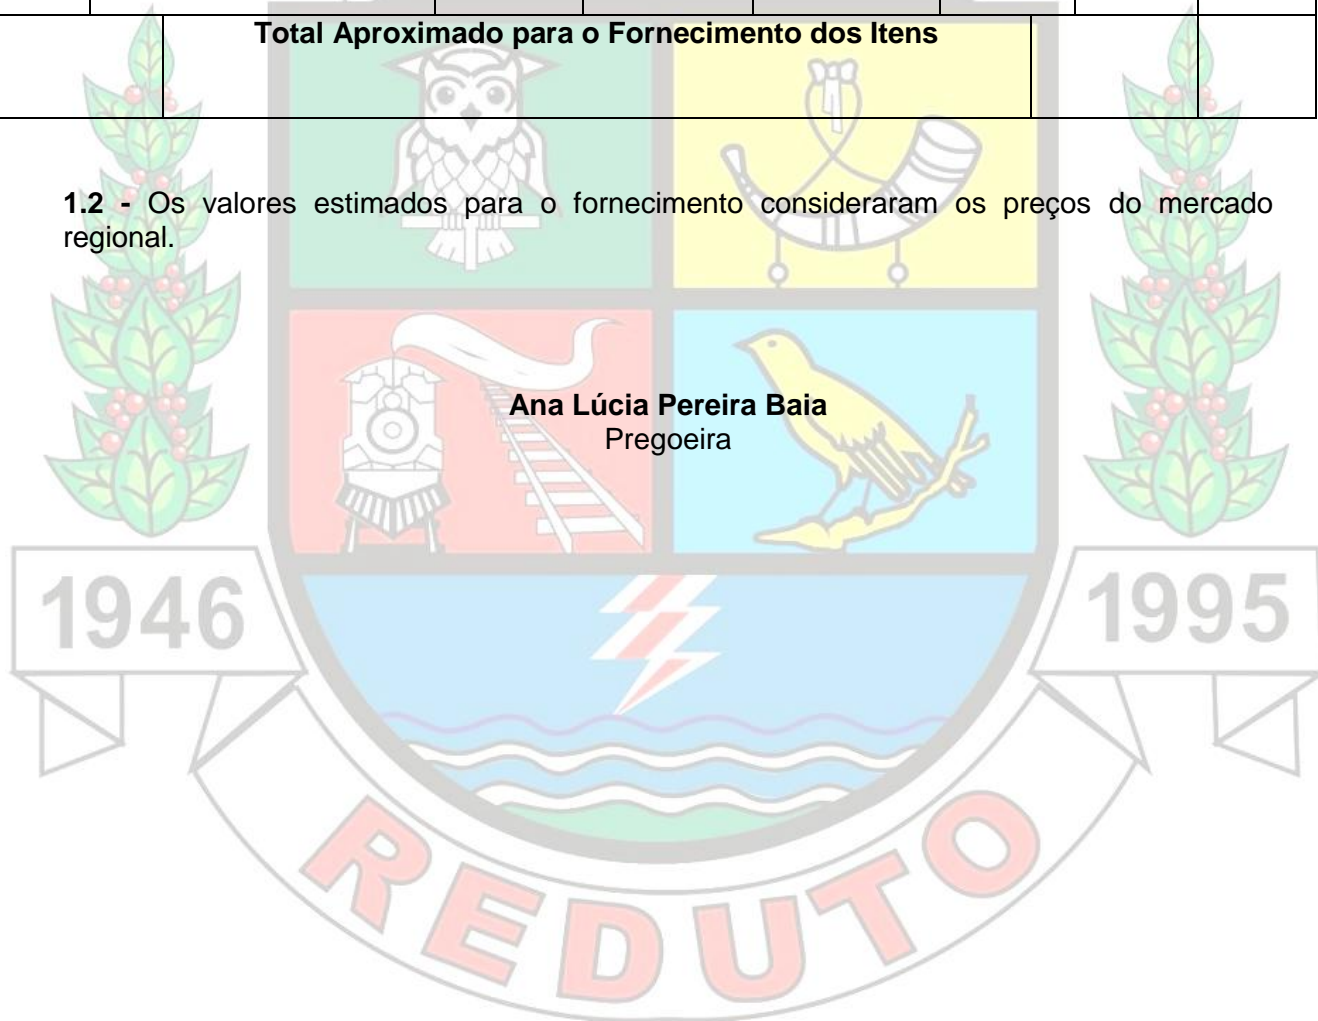 Total Aproximado para o Fornecimento dos Itens
1.2 - Os valores estimados para o fornecimento consideraram os preços do mercado
regional.
Ana Lúcia Pereira Baia
Pregoeira
1946
1995
REDUTO